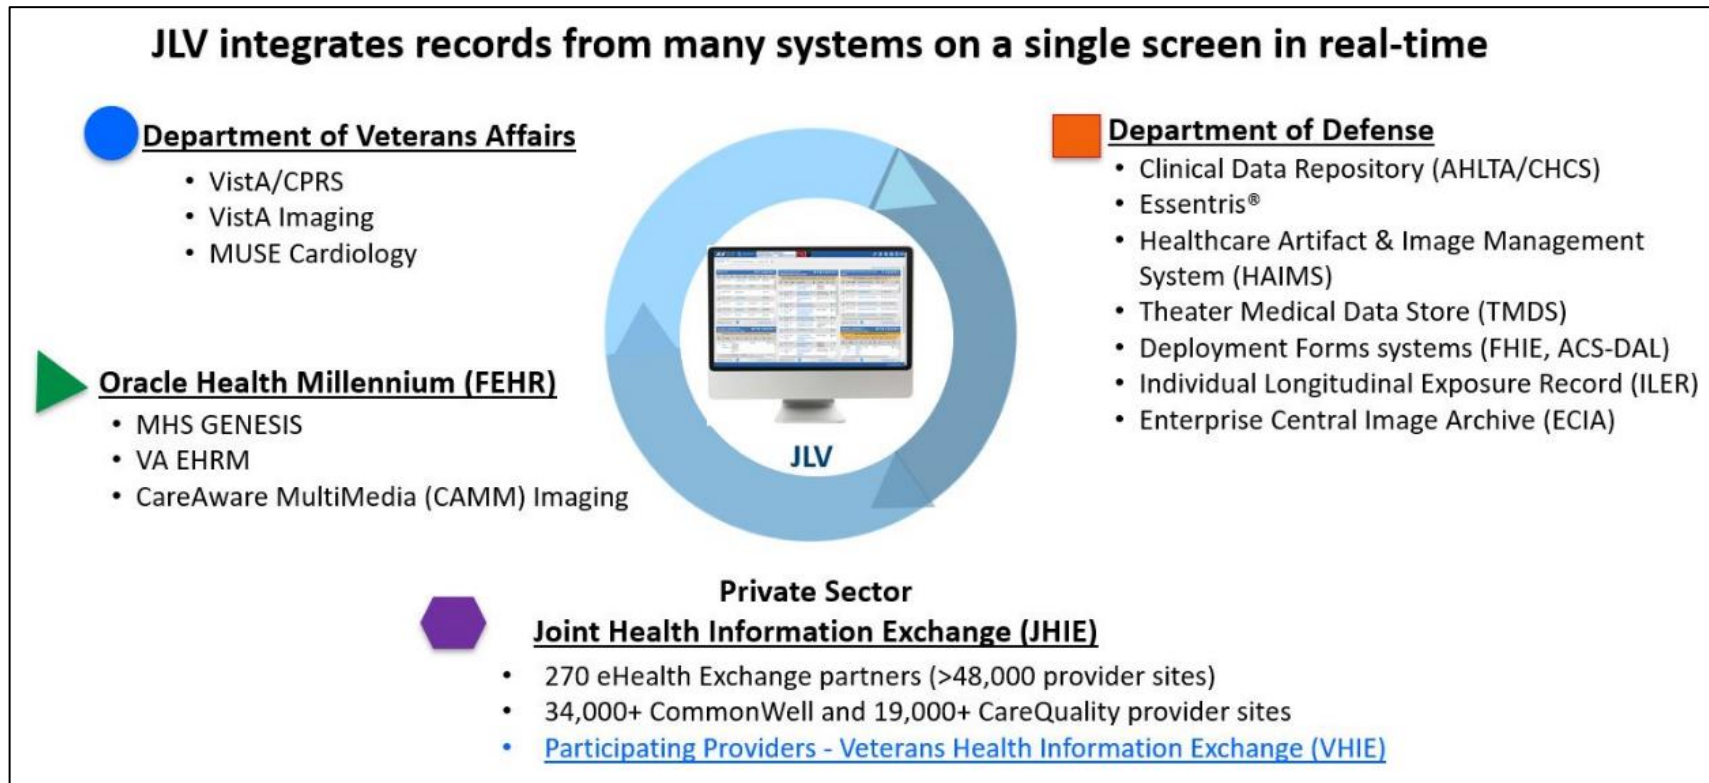 JLV integrates records from many systems on a single screen in real-time
Department of Veterans Affairs
• VistA/CPRS
• VistA Imaging
• MUSE Cardiology
Oracle Health Millennium (FEHR)
• MHS GENESIS
• VA EHRM
• CareAware MultiMedia (CAMM) Imaging
JLV
Department of Defense
• Clinical Data Repository (AHLTA/CHCS)
• Essentris®
• Healthcare Artifact & Image Management
System (HAIMS)
• Theater Medical Data Store (TMDS)
• Deployment Forms systems (FHIE, ACS-DAL)
• Individual Longitudinal Exposure Record (ILER)
• Enterprise Central Image Archive (ECIA)
Private Sector
Joint Health Information Exchange (JHIE)
• 270 eHealth Exchange partners (>48,000 provider sites)
• 34,000+ CommonWell and 19,000+ CareQuality provider sites
• Participating Providers - Veterans Health Information Exchange (VHIE)